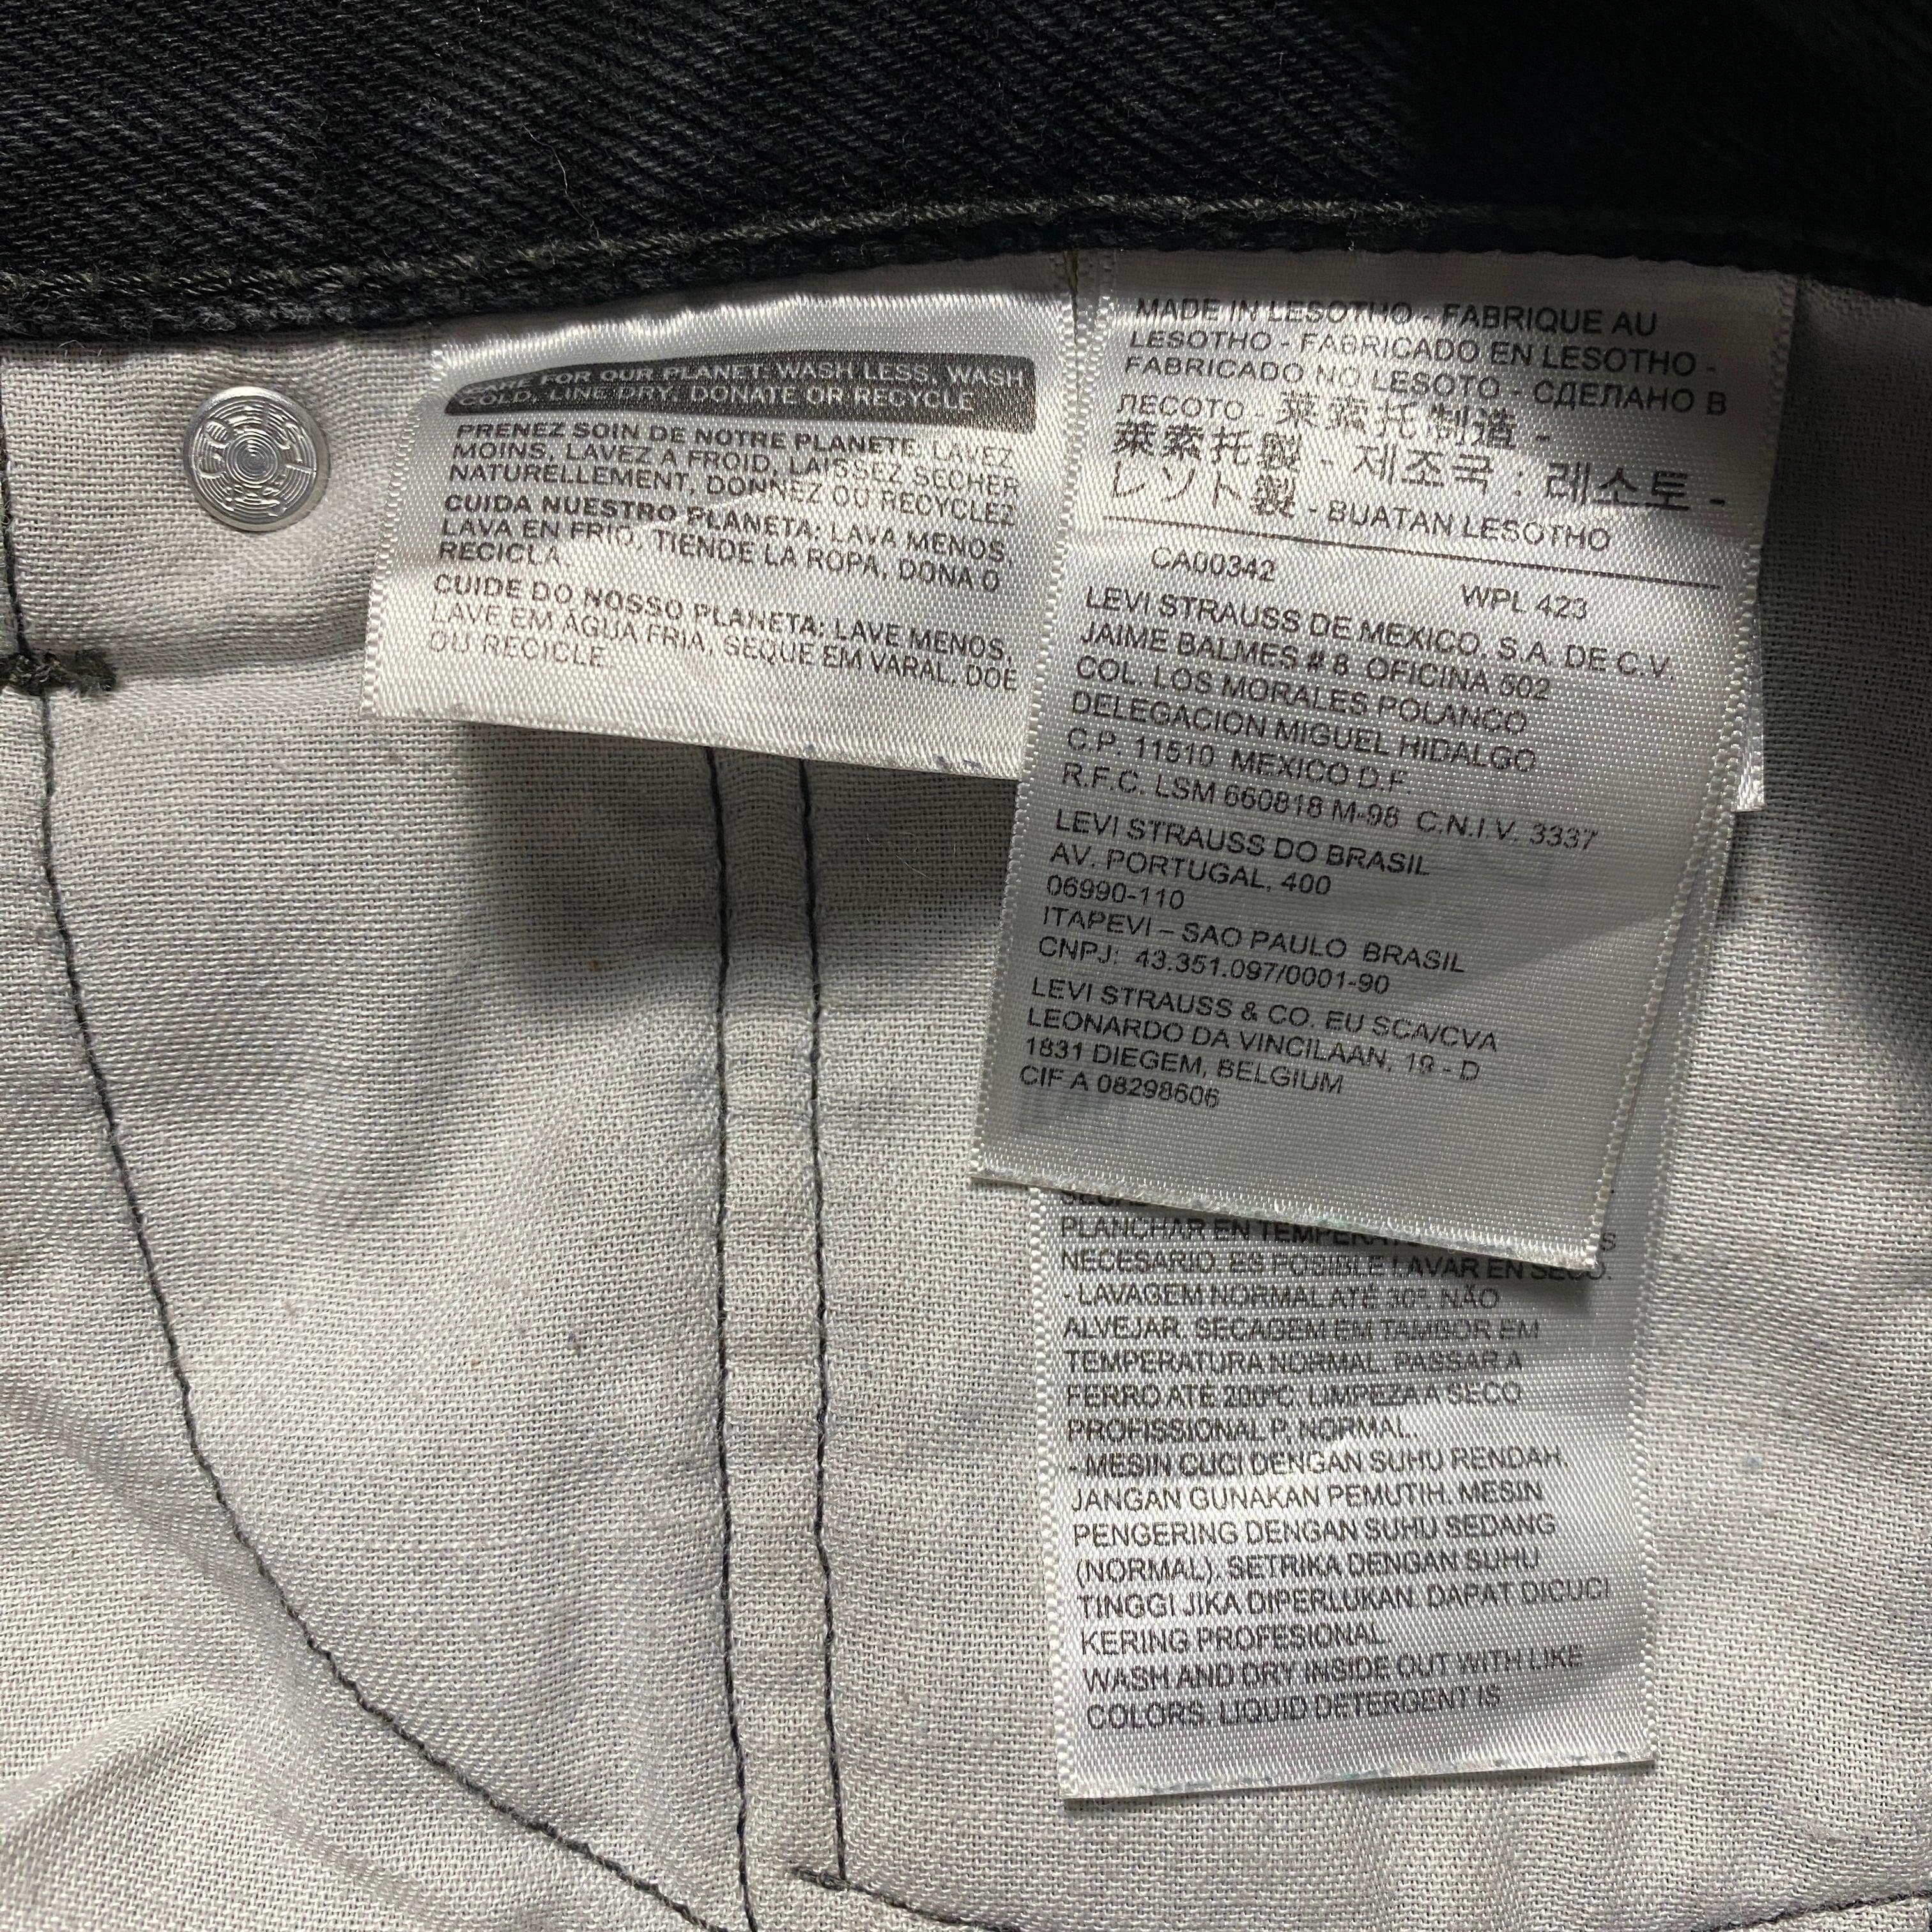 CARE FOR OUR PLANET: WASH LESS, WASH
COLD, LINE DRY, DONATE OR RECYCLE
PRENEZ SOIN DE NOTRE PLANETE: LAVEZ
MOINS, LAVEZ A FROID, LAISSEZ SECHER
NATURELLEMENT, DONNEZ OU RECYCLEZ
CUIDA NUESTRO PLANETA: LAVA MENOS
LAVA EN FRIO, TIENDE LA ROPA, DONA O
RECICLA
CUIDE DO NOSSO PLANETA: LAVE MENOS,
LAVE EM ÁGUA FRIA, SEQUE EM VARAL, DOE
OU RECICLE
MADE IN LESOTHO - FABRIQUE AU
LESOTHO - FABRICADO EN LESOTHO -
FABRICADO NO LESOTO - СДЕЛАНО В
ЛЕСОТО - 莱索托制造 -
萊索托製 - 제조국 : 레소토 -
レソト製 - BUATAN LESOTHO
CA00342 WPL 423
LEVI STRAUSS DE MEXICO, S.A. DE C.V.
JAIME BALMES # 8 OFICINA 502
COL. LOS MORALES POLANCO
DELEGACION MIGUEL HIDALGO
C.P. 11510 MEXICO D.F.
R.F.C. LSM 660818 M-98 C.N.I.V. 3337
LEVI STRAUSS DO BRASIL
AV. PORTUGAL, 400
06990-110
ITAPEVI – SAO PAULO BRASIL
CNPJ: 43.351.097/0001-90
LEVI STRAUSS & CO. EU SCA/CVA
LEONARDO DA VINCILAAN, 19 - D
1831 DIEGEM, BELGIUM
CIF A 08298606
PLANCHAR EN
NECESARIO. ES POSIBLE LAVAR EN SECO.
- LAVAGEM NORMAL ATÉ 30°. NÃO
ALVEJAR. SECAGEM EM TAMBOR EM
TEMPERATURA NORMAL. PASSAR A
FERRO ATÉ 200°C. LIMPEZA A SECO
PROFISSIONAL P. NORMAL.
- MESIN CUCI DENGAN SUHU RENDAH.
JANGAN GUNAKAN PEMUTIH. MESIN
PENGERING DENGAN SUHU SEDANG
(NORMAL). SETRIKA DENGAN SUHU
TINGGI JIKA DIPERLUKAN. DAPAT DICUCI
KERING PROFESIONAL.
WASH AND DRY INSIDE OUT WITH LIKE
COLORS. LIQUID DETERGENT IS